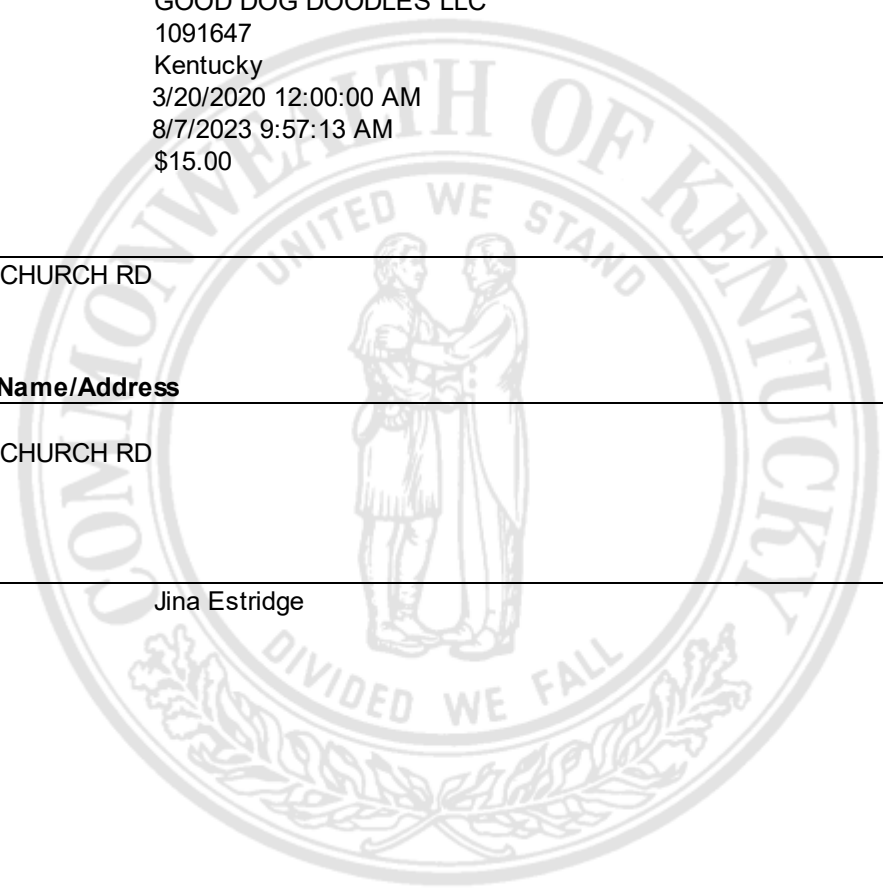 GOOD DOG DOODLES LLC
1091647
Kentucky
3/20/2020 12:00:00 AM
8/7/2023 9:57:13 AM
$15.00
CHURCH RD
Name/Address
CHURCH RD
Jina Estridge
COMMONWEALTH OF KENTUCKY
UNITED WE STAND
DIVIDED WE FALL